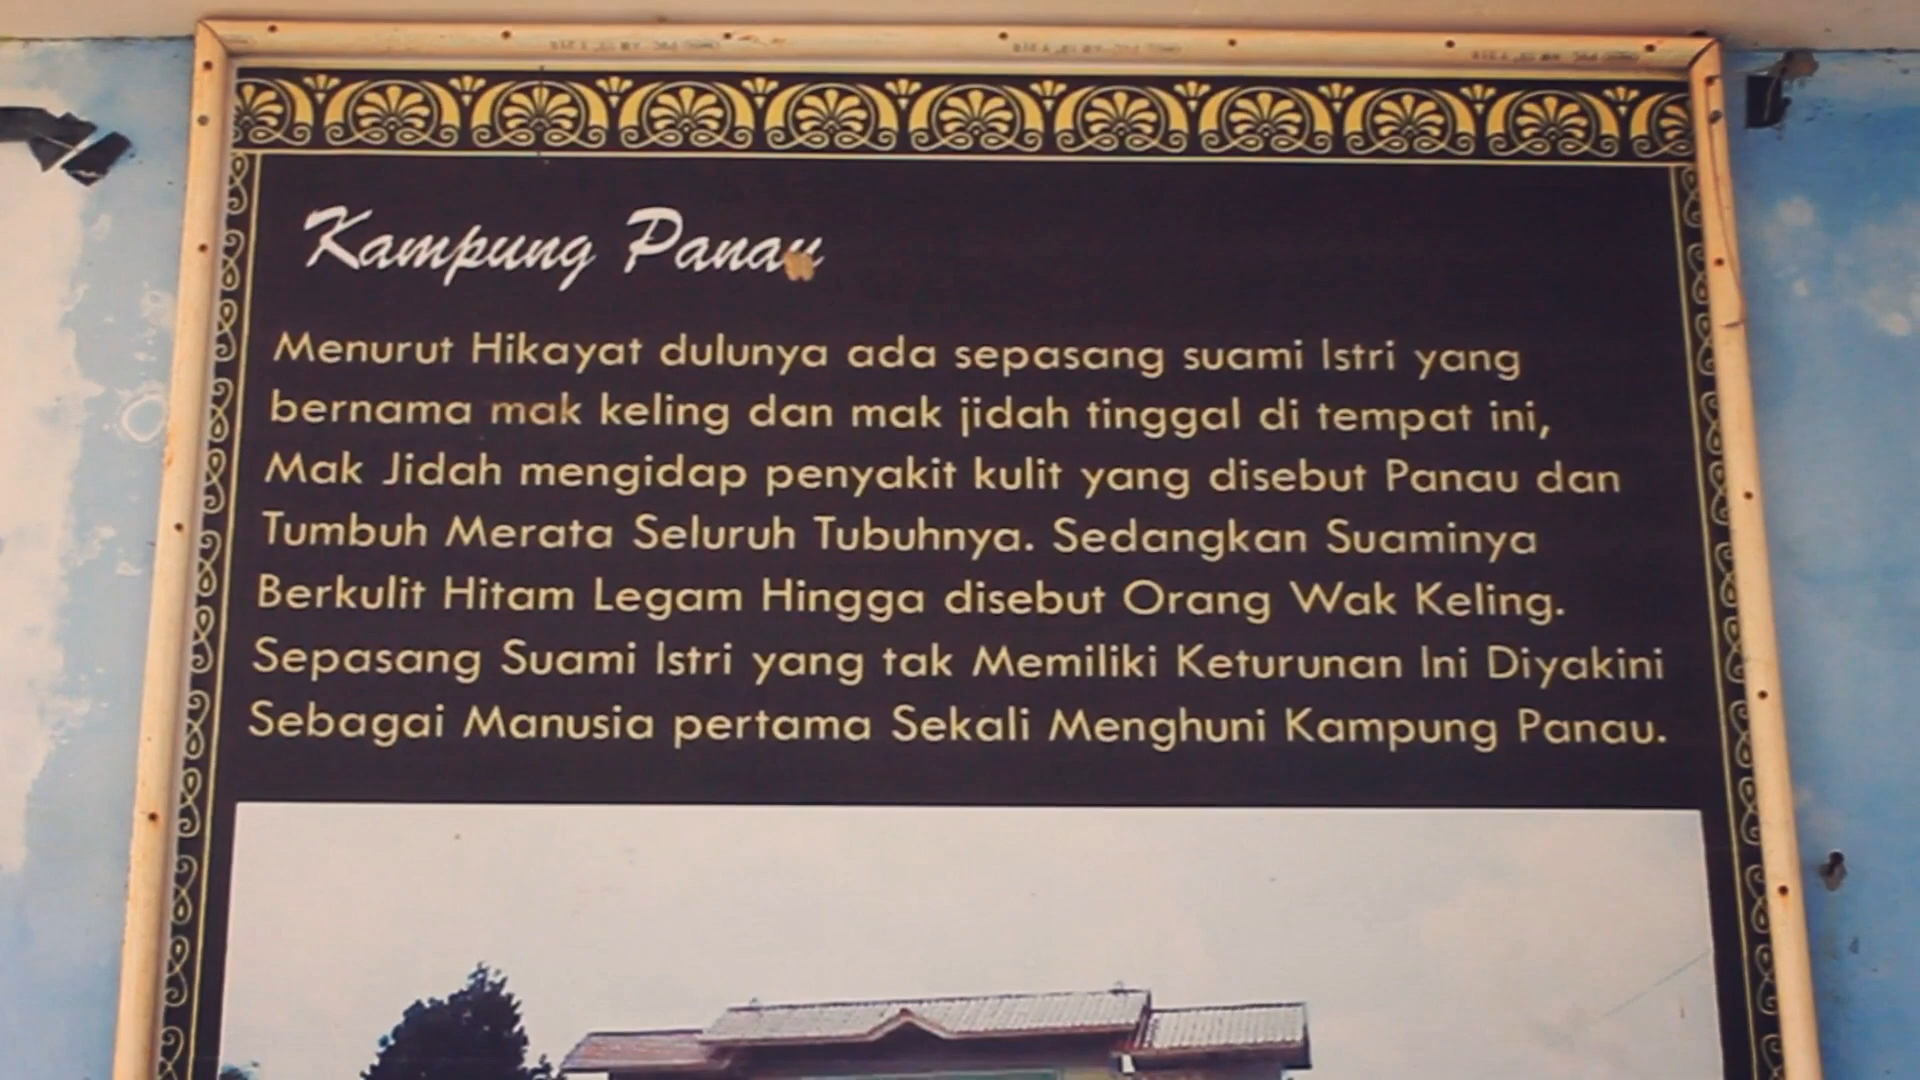 Kampung Panau
Menurut Hikayat dulunya ada sepasang suami Istri yang
bernama mak keling dan mak jidah tinggal di tempat ini,
Mak Jidah mengidap penyakit kulit yang disebut Panau dan
Tumbuh Merata Seluruh Tubuhnya. Sedangkan Suaminya
Berkulit Hitam Legam Hingga disebut Orang Wak Keling.
Sepasang Suami Istri yang tak Memiliki Keturunan Ini Diyakini
Sebagai Manusia pertama Sekali Menghuni Kampung Panau.